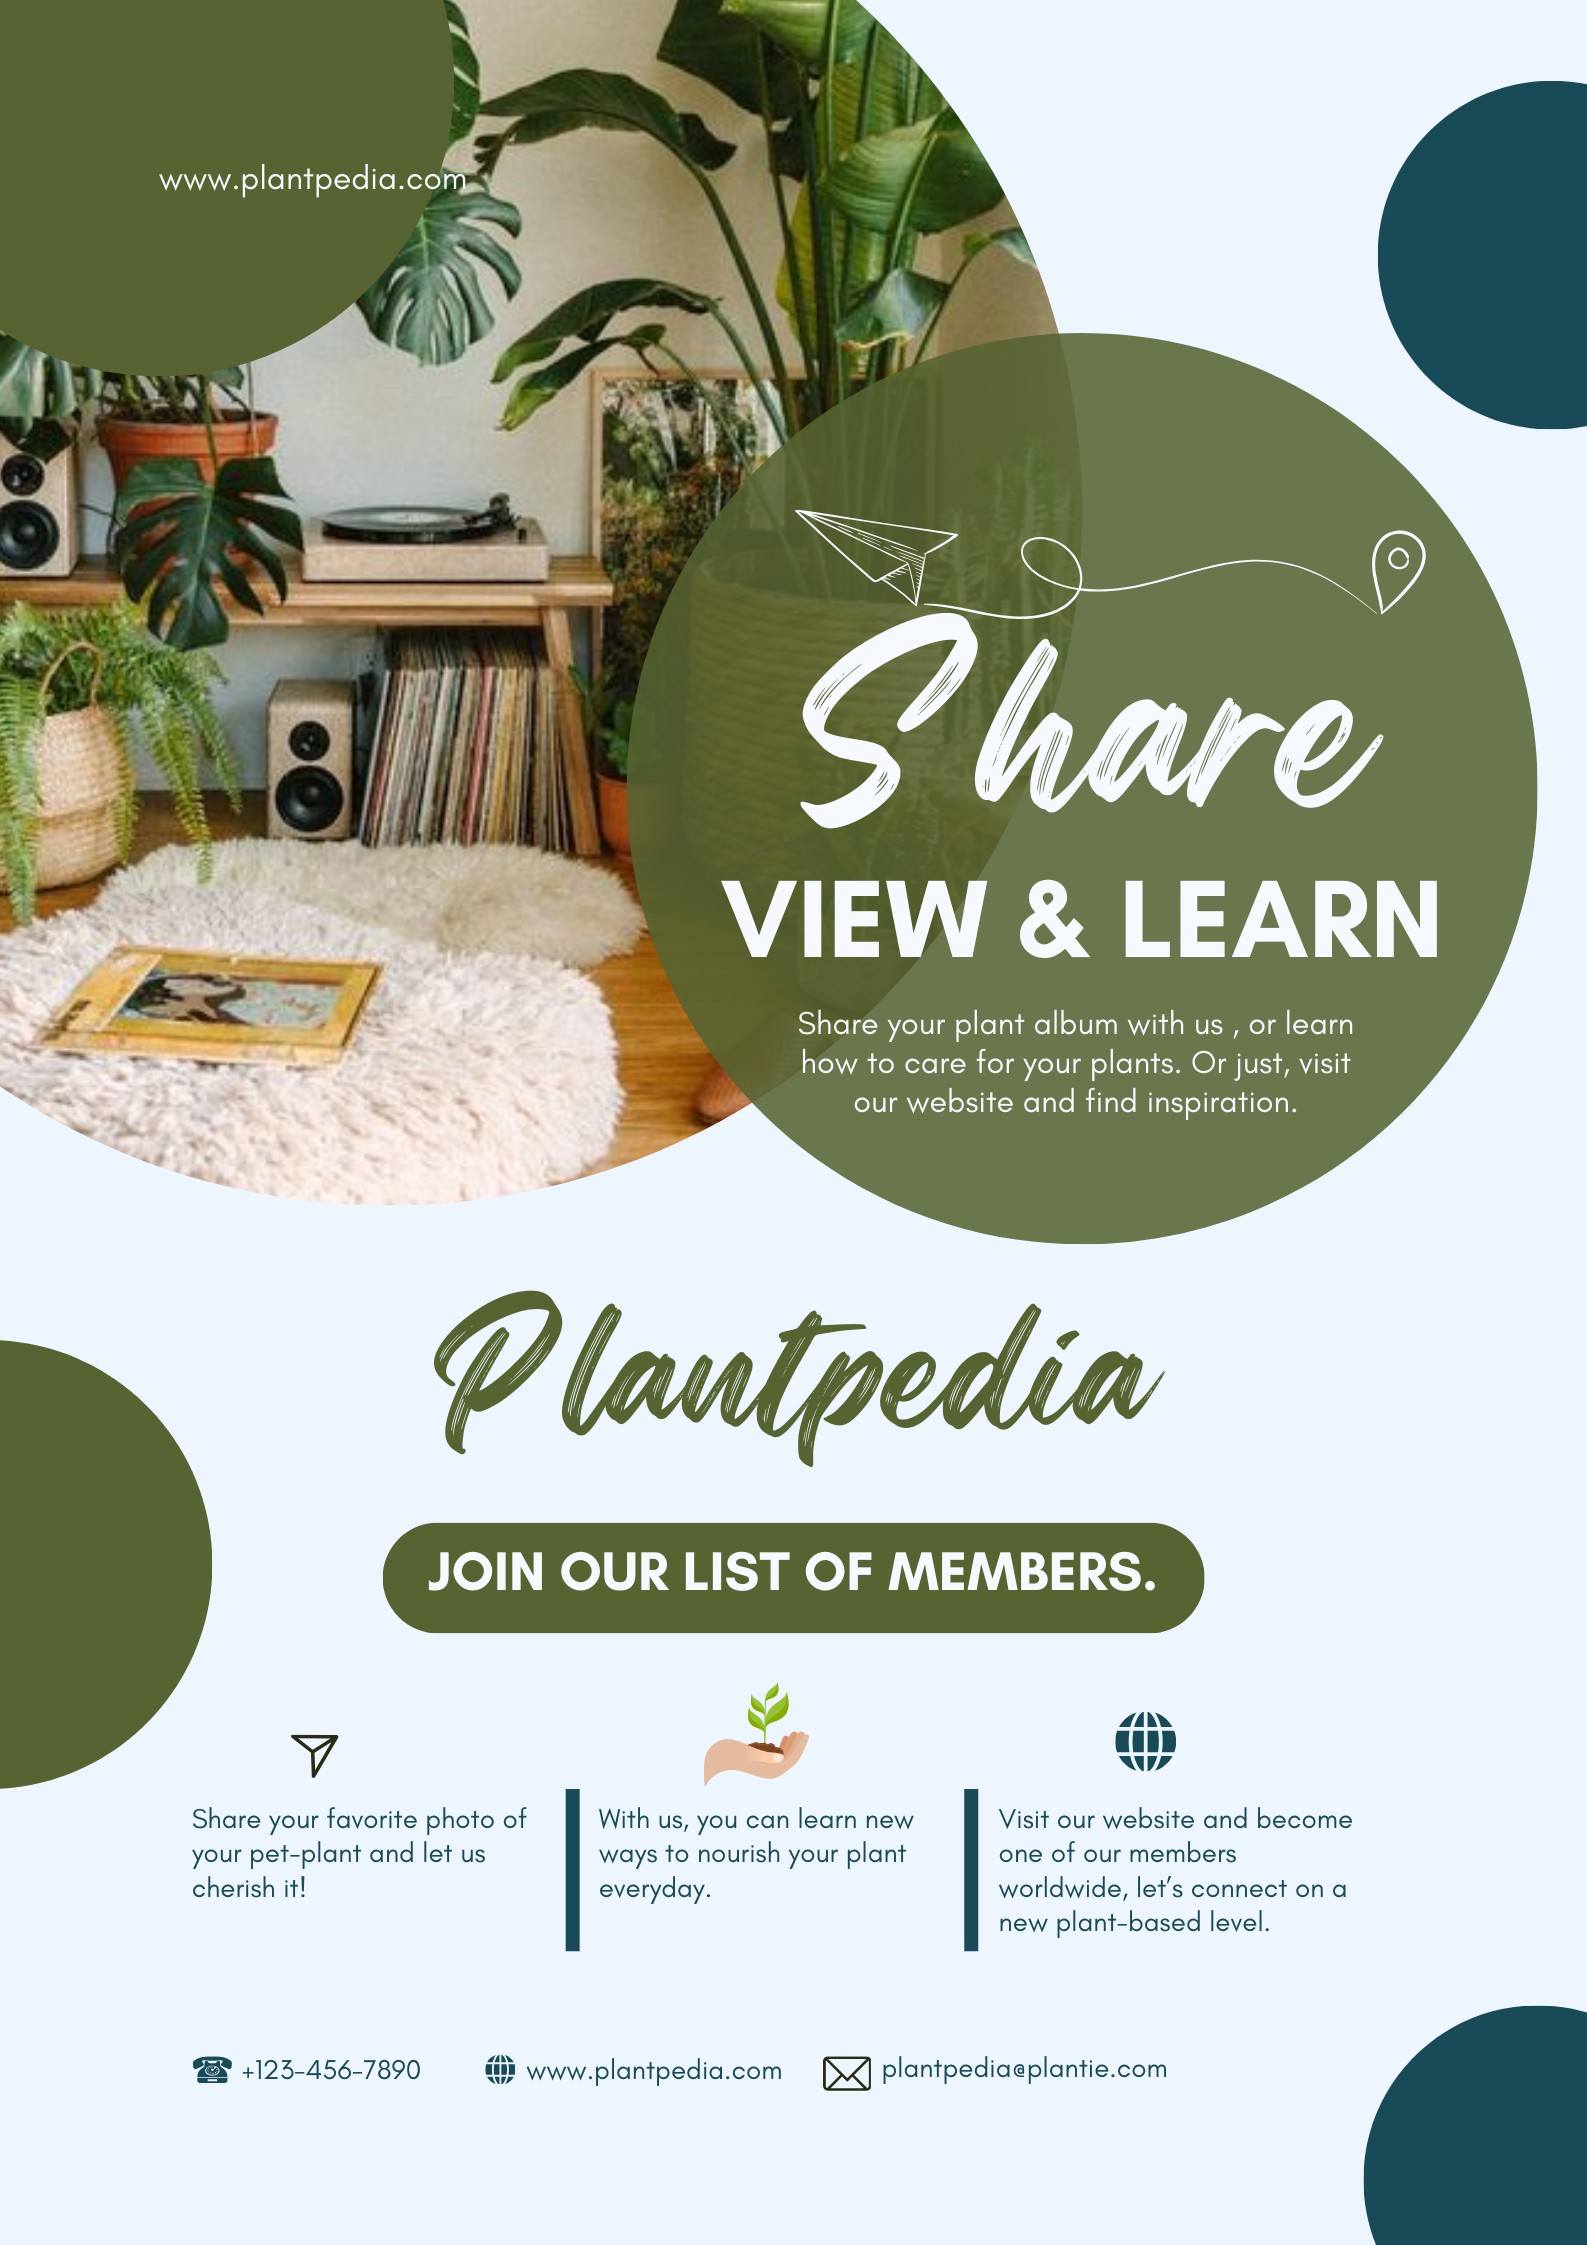 www.plantpedia.com
Share
VIEW & LEARN
Share your plant album with us , or learn
how to care for your plants. Or just, visit
our website and find inspiration.
Plantpedia
JOIN OUR LIST OF MEMBERS.
Share your favorite photo of
your pet-plant and let us
cherish it!
With us, you can learn new
ways to nourish your plant
everyday.
Visit our website and become
one of our members
worldwide, let's connect on a
new plant-based level.
+123-456-7890
www.plantpedia.com
plantpedia@plantie.com